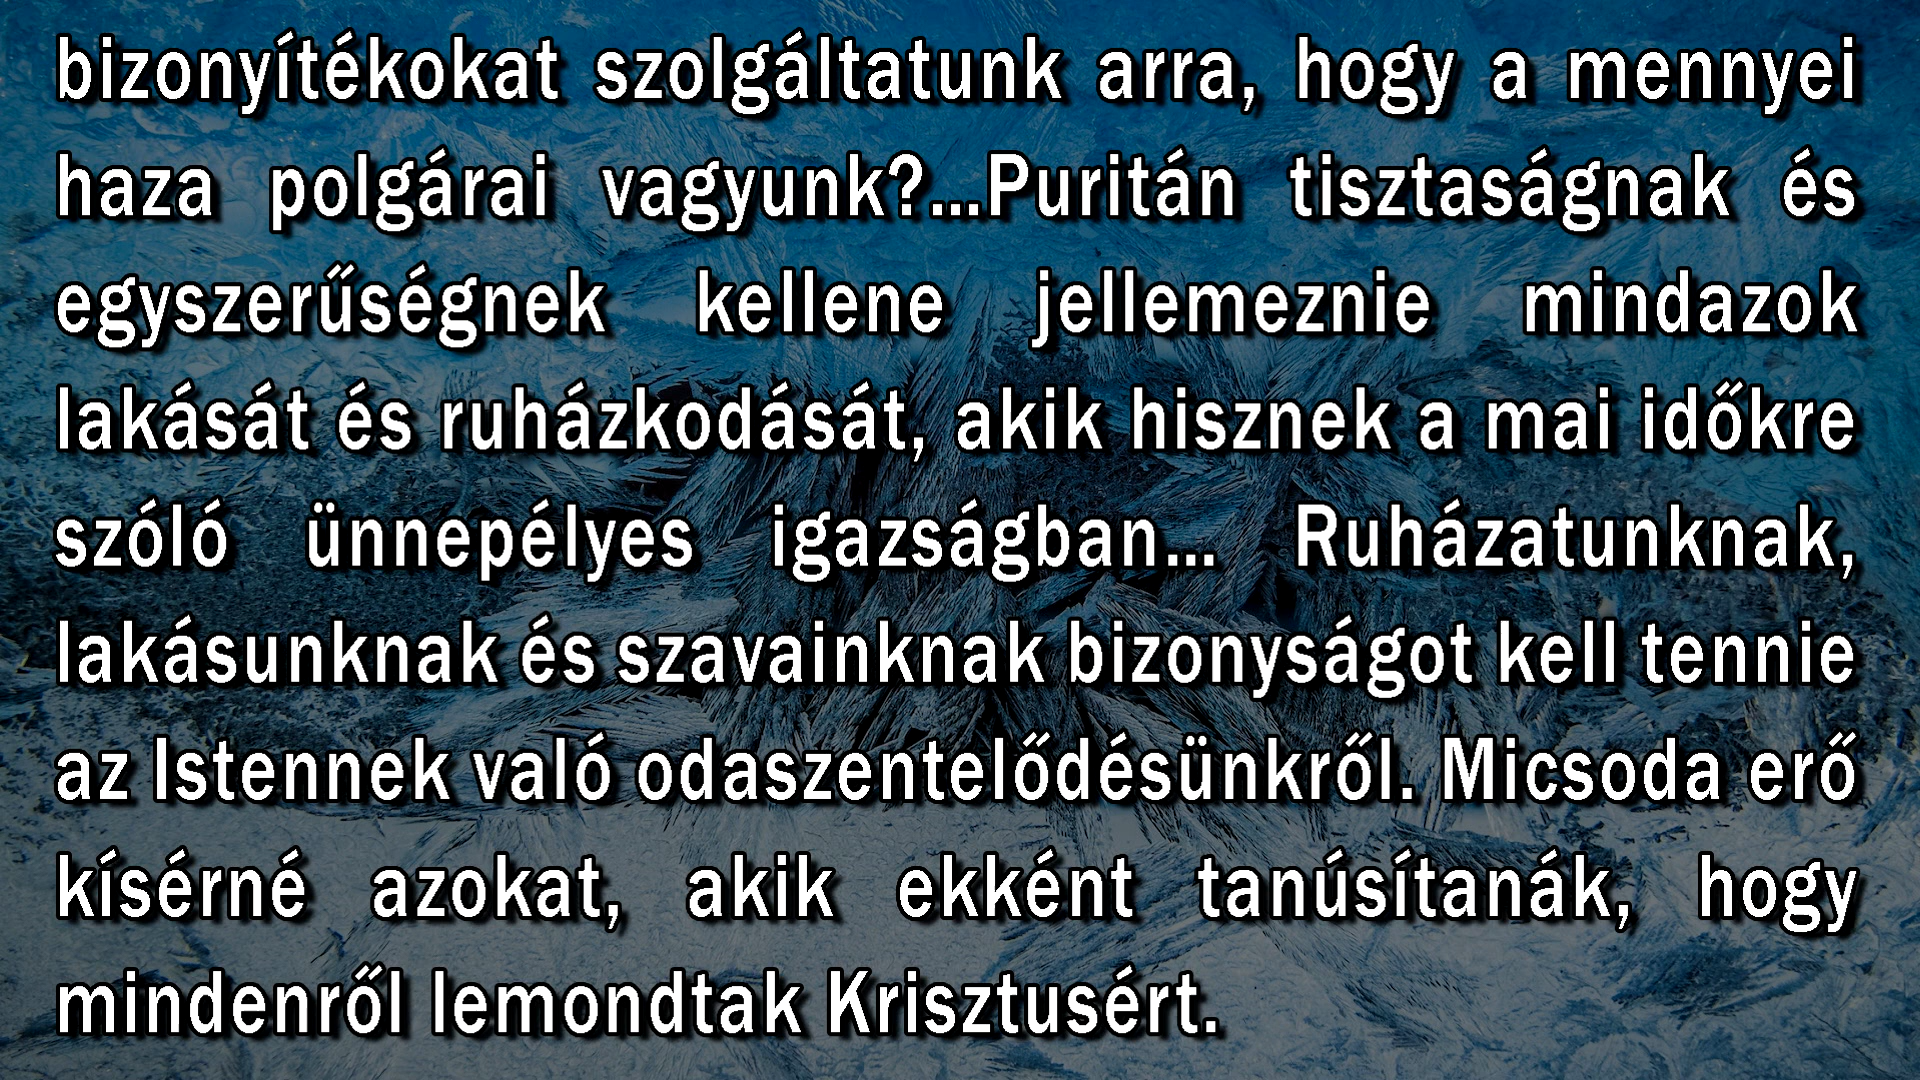 bizonyítékokat szolgáltatunk arra, hogy a mennyei
haza polgárai vagyunk?...Puritán tisztaságnak és
egyszerűségnek kellene jellemeznie mindazok
lakását és ruházkodását, akik hisznek a mai időkre
szóló ünnepélyes igazságban... Ruházatunknak,
lakásunknak és szavainknak bizonyságot kell tennie
az Istennek való odaszentelődésünkről. Micsoda erő
kísérné azokat, akik ekként tanúsítanák, hogy
mindenről lemondtak Krisztusért.